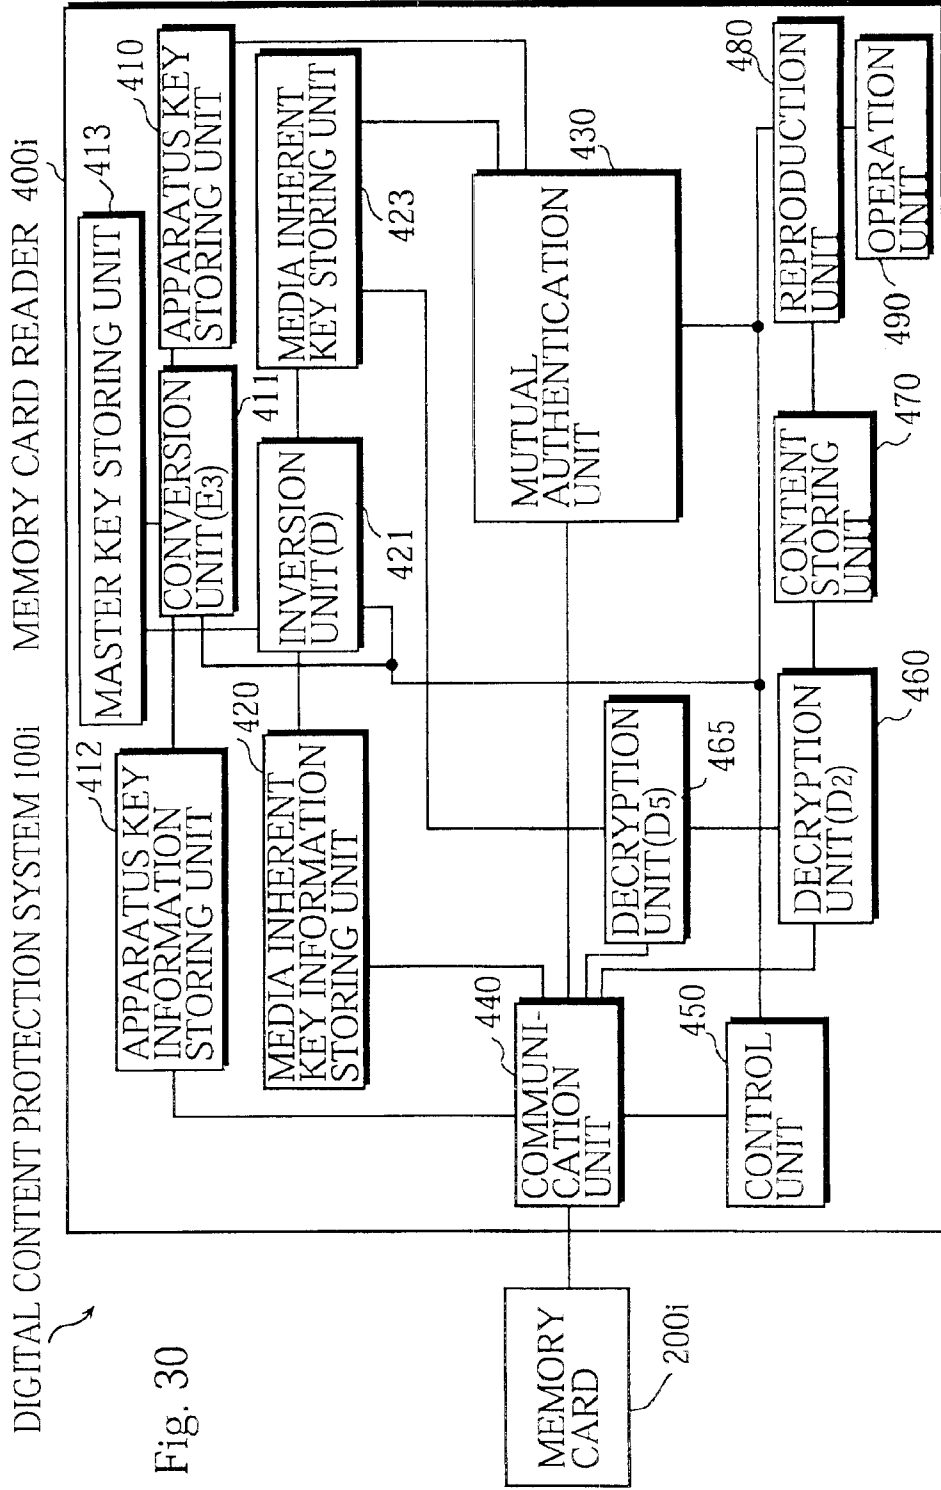 DIGITAL CONTENT PROTECTION SYSTEM 100i
MEMORY CARD READER 400i
Fig. 30
MASTER KEY STORING UNIT
413
APPARATUS KEY
INFORMATION
STORING UNIT
412
CONVERSION
UNIT(E3)
411
APPARATUS KEY
STORING UNIT
410
MEDIA INHERENT
KEY INFORMATION
STORING UNIT
420
INVERSION
UNIT(D)
421
MEDIA INHERENT
KEY STORING UNIT
423
MEMORY
CARD
200i
COMMUNI-
CATION
UNIT
440
MUTUAL
AUTHENTICATION
UNIT
430
DECRYPTION
UNIT(D5)
465
CONTROL
UNIT
450
DECRYPTION
UNIT(D2)
460
CONTENT
STORING
UNIT
470
REPRODUCTION
UNIT
480
OPERATION
UNIT
490